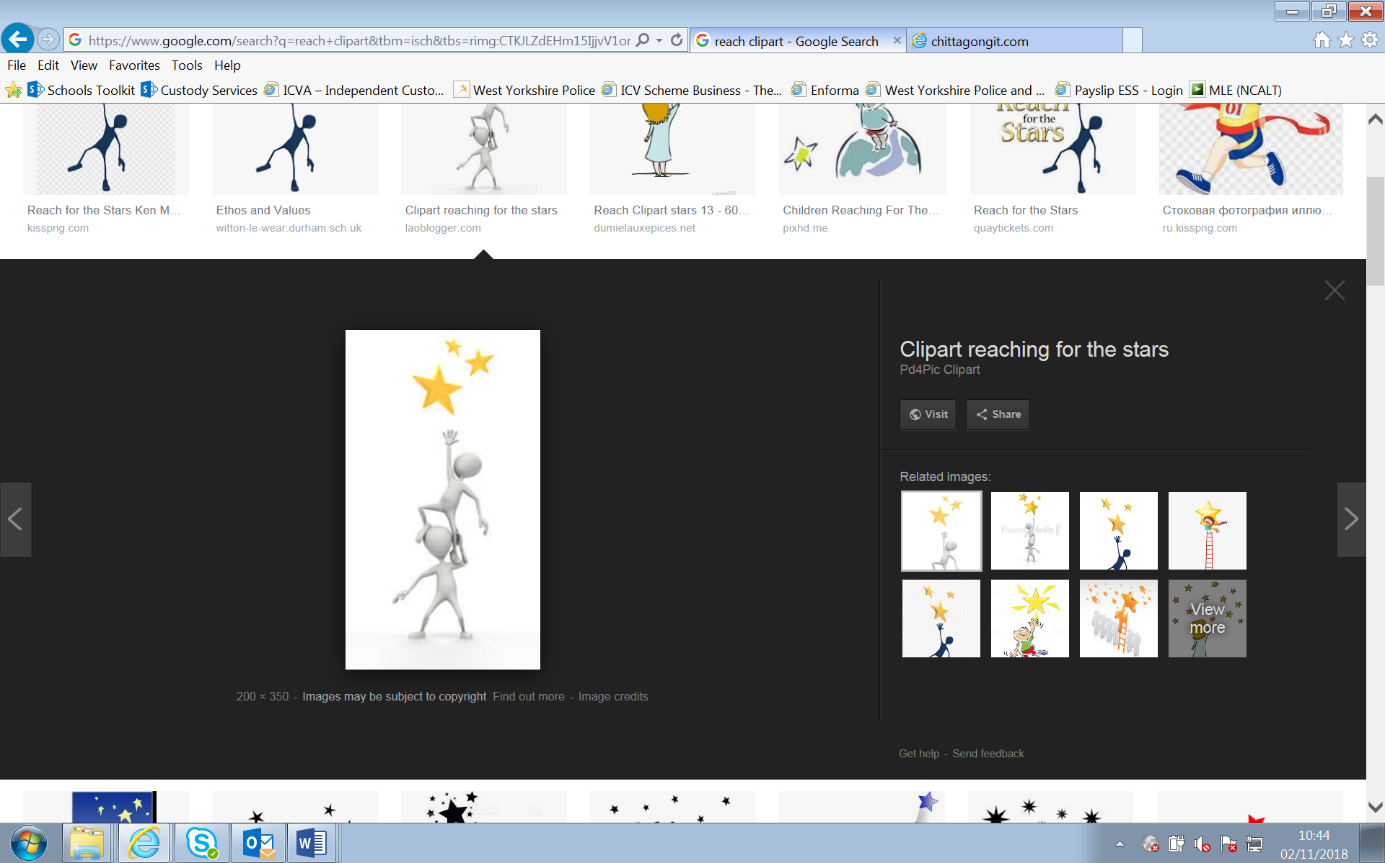 https://www.google.com/search?q=reach+clipart&tbm=isch&tbs=rimg:CTKJLZdEHm15IjjvV1or
reach clipart - Google Search
chittagongit.com
File Edit View Favorites Tools Help
Schools Toolkit Custody Services ICVA – Independent Custo... West Yorkshire Police ICV Scheme Business - The... Enforma West Yorkshire Police and ... Payslip ESS - Login MLE (NCALT)
Reach
for the
Stars
01
Reach for the Stars Ken M... Ethos and Values Clipart reaching for the stars Reach Clipart stars 13 - 60... Children Reaching For The... Reach for the Stars Стоковая фотография иллю...
kisspng.com witton-le-wear.durham.sch.uk laoblogger.com dumielauxepices.net pixhd.me quaytickets.com ru.kisspng.com
Clipart reaching for the stars
Pd4Pic Clipart
Visit Share
Related images:
View
more
200 × 350 - Images may be subject to copyright Find out more - Image credits
Get help - Send feedback
10:44
02/11/2018